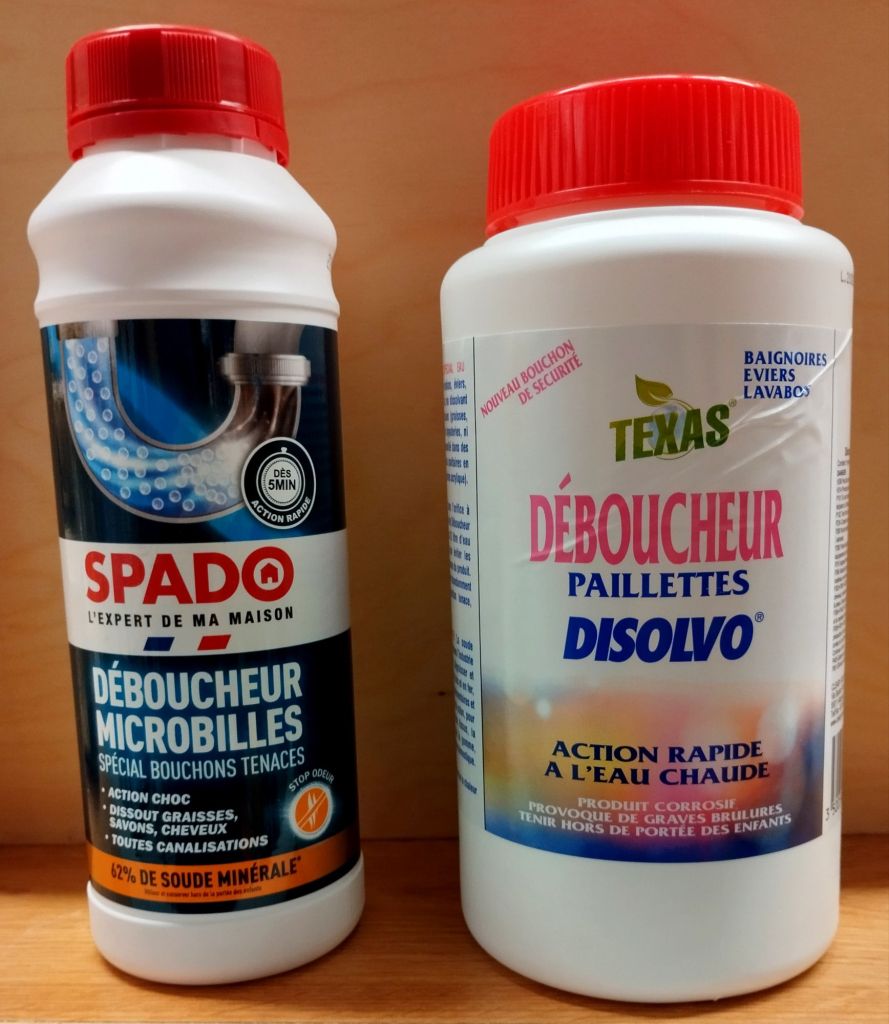 DÈS
5MIN
ACTION RAPIDE
SPADO
L'EXPERT DE MA MAISON
DÉBOUCHEUR
MICROBILLES
SPÉCIAL BOUCHONS TENACES
STOP ODEUR
• ACTION CHOC
• DISSOUT GRAISSES,
SAVONS, CHEVEUX
• TOUTES CANALISATIONS
62% DE SOUDE MINÉRALE*
NOUVEAU BOUCHON
DE SECURITE
BAIGNOIRES
EVIERS
LAVABOS
TEXAS®
DÉBOUCHEUR
PAILLETTES
DISOLVO®
ACTION RAPIDE
A L'EAU CHAUDE
PRODUIT CORROSIF
PROVOQUE DE GRAVES BRULURES
TENIR HORS DE PORTÉE DES ENFANTS